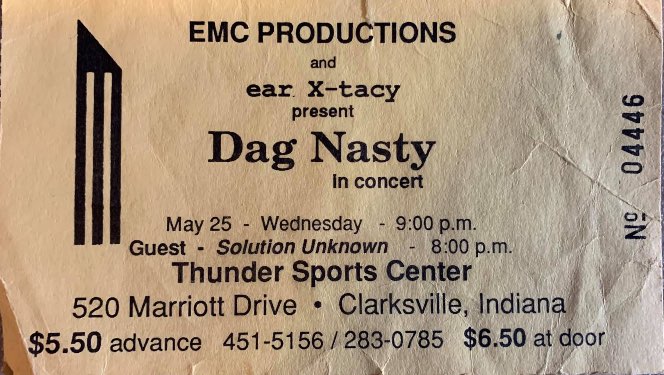 EMC PRODUCTIONS
and
ear X-tacy
present
Dag Nasty
in concert
May 25 - Wednesday - 9:00 p.m.
Guest - Solution Unknown - 8:00 p.m.
Thunder Sports Center
520 Marriott Drive • Clarksville, Indiana
$5.50 advance 451-5156 / 283-0785 $6.50 at door
Nº 04446